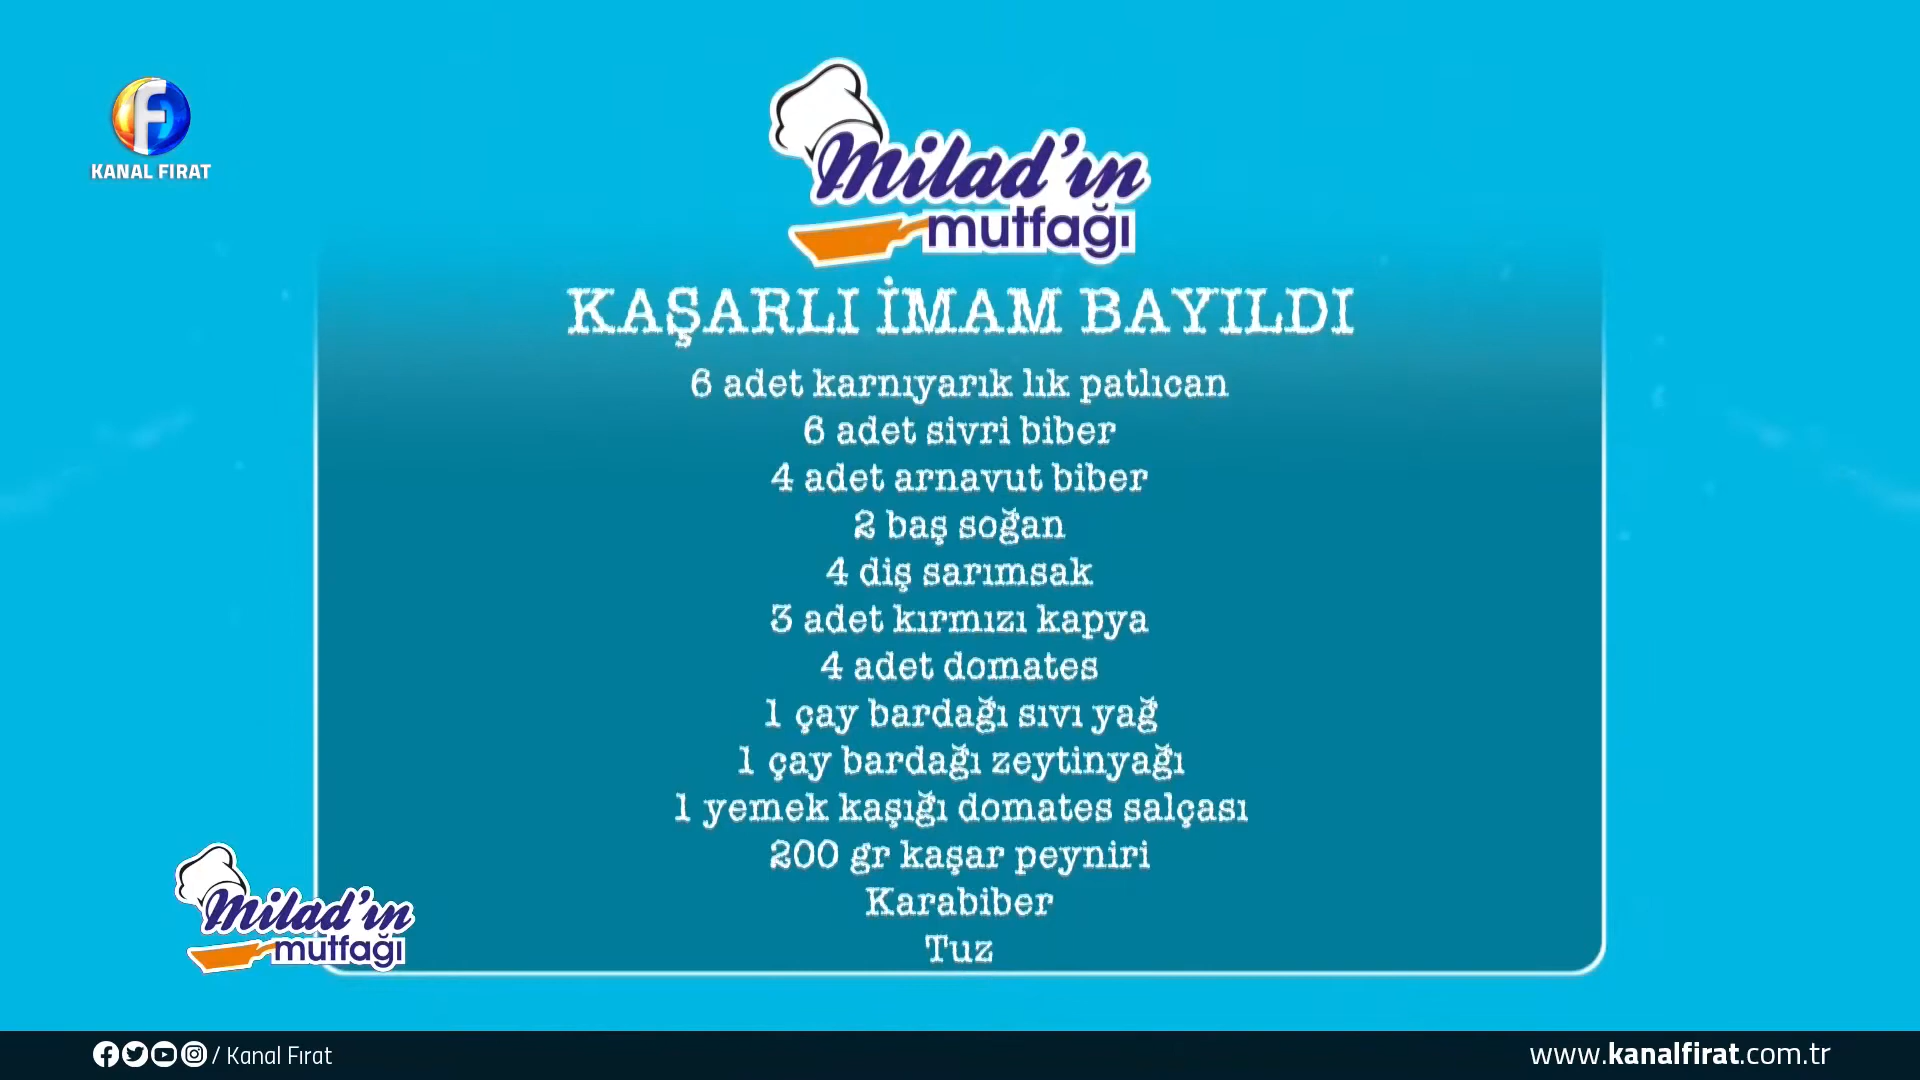 KANAL FIRAT
Milad'ın
mutfağı
KAŞARLI İMAM BAYILDI
6 adet karnıyarık lık patlıcan
6 adet sivri biber
4 adet arnavut biber
2 baş soğan
4 diş sarımsak
3 adet kırmızı kapya
4 adet domates
1 çay bardağı sıvı yağ
1 çay bardağı zeytinyağı
1 yemek kaşığı domates salçası
200 gr kaşar peyniri
Karabiber
Tuz
Milad'ın
mutfağı
/ Kanal Fırat
www.kanalfirat.com.tr